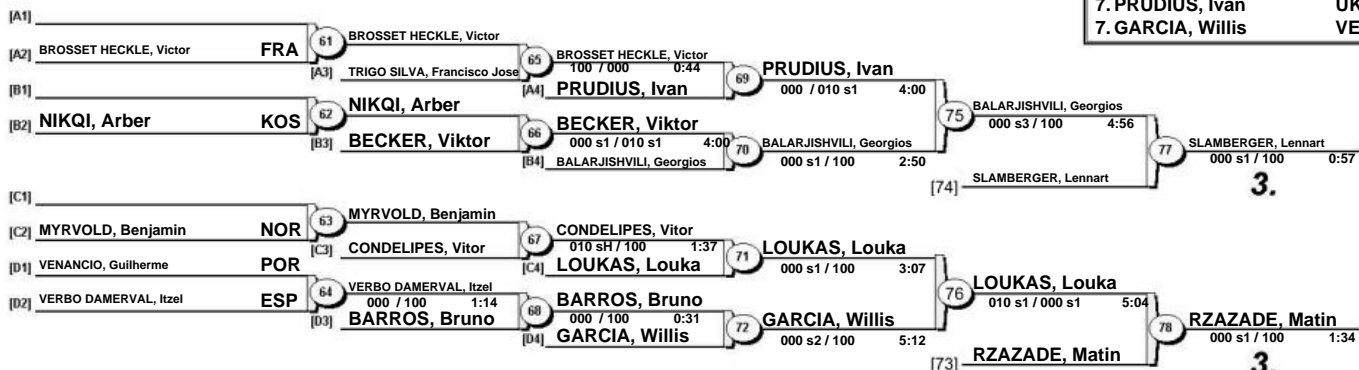 7. PRUDIUS, Ivan UK
7. GARCIA, Willis VE
[A1]
[A2] BROSSET HECKLE, Victor FRA
61
BROSSET HECKLE, Victor
[A3] TRIGO SILVA, Francisco Jose
65
BROSSET HECKLE, Victor
100 / 000 0:44
[A4] PRUDIUS, Ivan
69
PRUDIUS, Ivan
000 / 010 s1 4:00
[B1]
[B2] NIKQI, Arber KOS
62
NIKQI, Arber
[B3] BECKER, Viktor
66
BECKER, Viktor
000 s1 / 010 s1 4:00
[B4] BALARJISHVILI, Georgios
70
BALARJISHVILI, Georgios
000 s1 / 100 2:50
75
BALARJISHVILI, Georgios
000 s3 / 100 4:56
[74] SLAMBERGER, Lennart
77
SLAMBERGER, Lennart
000 s1 / 100 0:57
3.
[C1]
[C2] MYRVOLD, Benjamin NOR
63
MYRVOLD, Benjamin
[C3] CONDELIPES, Vitor
67
CONDELIPES, Vitor
010 sH / 100 1:37
[C4] LOUKAS, Louka
71
LOUKAS, Louka
000 s1 / 100 3:07
[D1] VENANCIO, Guilherme POR
[D2] VERBO DAMERVAL, Itzel ESP
64
VERBO DAMERVAL, Itzel
000 / 100 1:14
[D3] BARROS, Bruno
68
BARROS, Bruno
000 / 100 0:31
[D4] GARCIA, Willis
72
GARCIA, Willis
000 s2 / 100 5:12
76
LOUKAS, Louka
010 s1 / 000 s1 5:04
[73] RZAZADE, Matin
78
RZAZADE, Matin
000 s1 / 100 1:34
3.